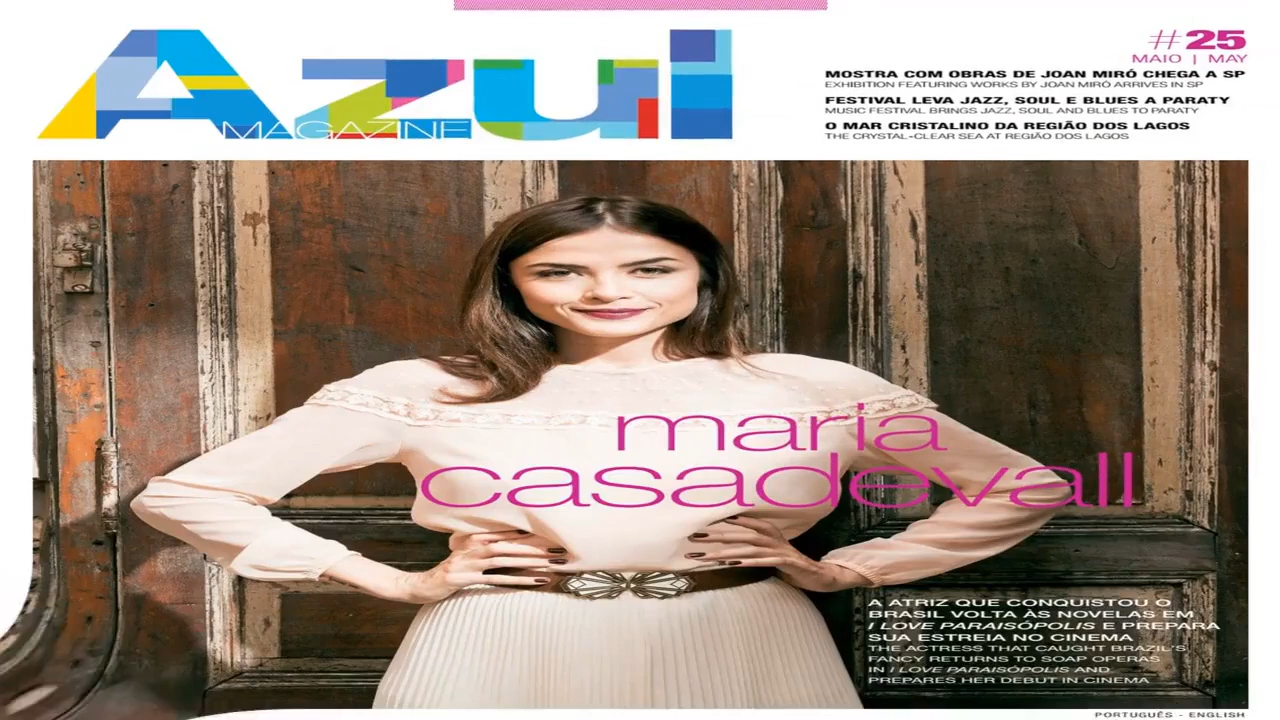 Azul
MAGAZINE
#25
MAIO | MAY
MOSTRA COM OBRAS DE JOAN MIRÓ CHEGA A SP
EXHIBITION FEATURING WORKS BY JOAN MIRÓ ARRIVES IN SP
FESTIVAL LEVA JAZZ, SOUL E BLUES A PARATY
MUSIC FESTIVAL BRINGS JAZZ, SOUL AND BLUES TO PARATY
O MAR CRISTALINO DA REGIÃO DOS LAGOS
THE CRYSTAL-CLEAR SEA AT REGIÃO DOS LAGOS
maria
casadevall
A ATRIZ QUE CONQUISTOU O
BRASIL VOLTA ÀS NOVELAS EM
I LOVE PARAISÓPOLIS E PREPARA
SUA ESTREIA NO CINEMA
THE ACTRESS THAT CAUGHT BRAZIL'S
FANCY RETURNS TO SOAP OPERAS
IN I LOVE PARAISÓPOLIS AND
PREPARES HER DEBUT IN CINEMA
PORTUGUÊS - ENGLISH